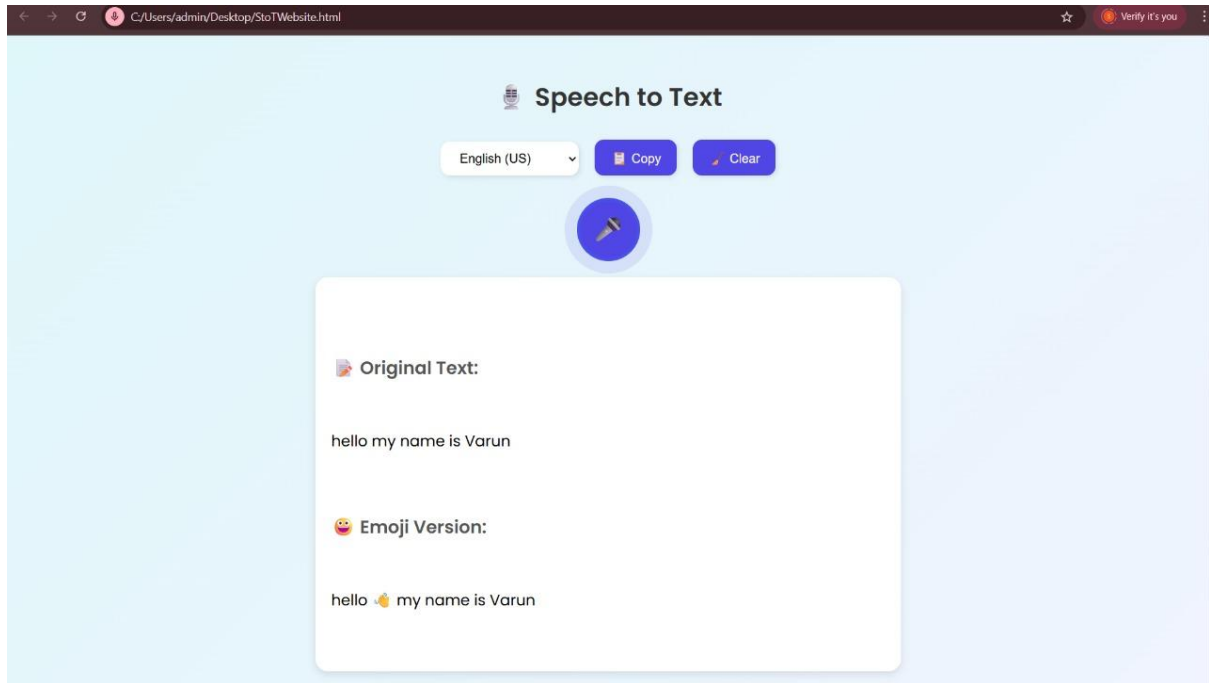 C:/Users/admin/Desktop/StoTWebsite.html
Verify it's you
Speech to Text
English (US)
Copy
Clear
Original Text:
hello my name is Varun
Emoji Version:
hello 👋 my name is Varun